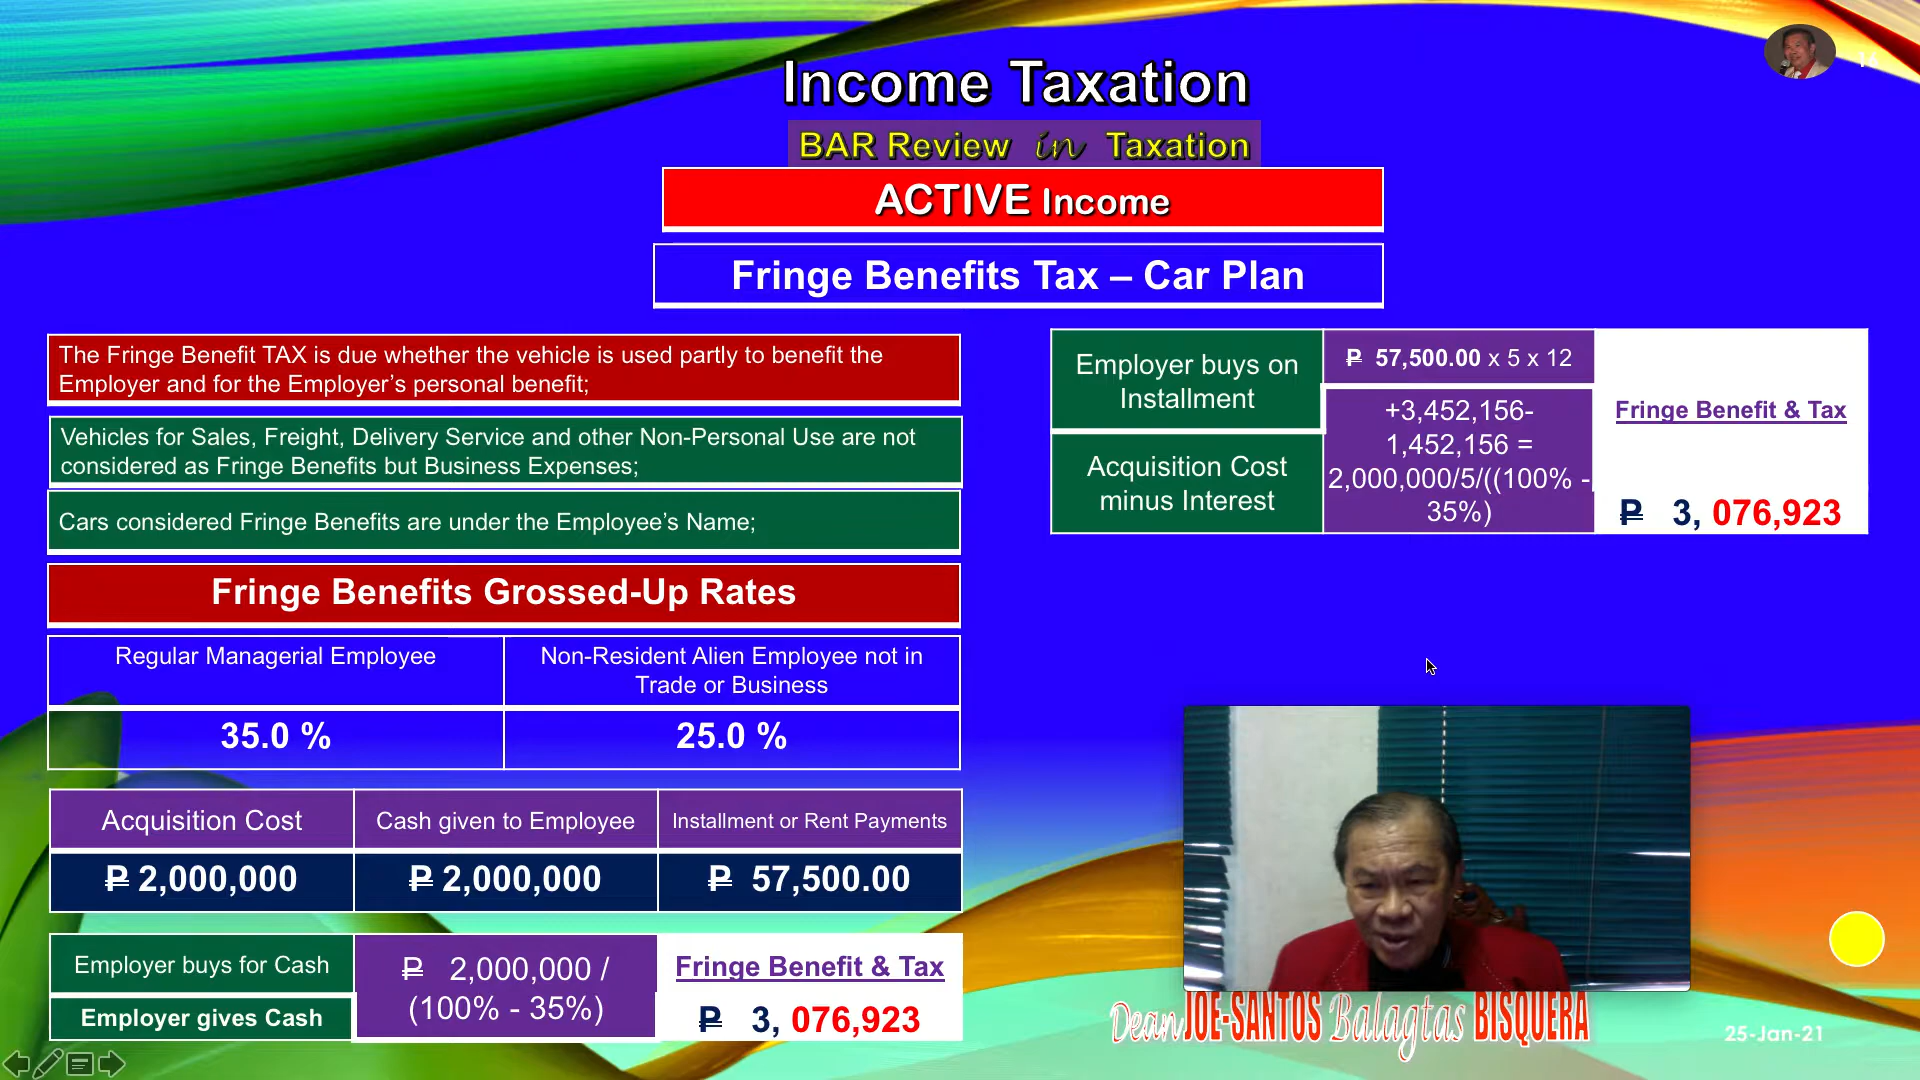 16
Income Taxation
BAR Review in Taxation
ACTIVE Income
Fringe Benefits Tax – Car Plan
The Fringe Benefit TAX is due whether the vehicle is used partly to benefit the
Employer and for the Employer's personal benefit;
Vehicles for Sales, Freight, Delivery Service and other Non-Personal Use are not
considered as Fringe Benefits but Business Expenses;
Cars considered Fringe Benefits are under the Employee's Name;
Fringe Benefits Grossed-Up Rates
Regular Managerial Employee
Non-Resident Alien Employee not in
Trade or Business
35.0 %
25.0 %
Acquisition Cost
Cash given to Employee
Installment or Rent Payments
₽ 2,000,000
₽ 2,000,000
₽ 57,500.00
Employer buys for Cash
Employer gives Cash
₽ 2,000,000 /
(100% - 35%)
Fringe Benefit & Tax
₽ 3, 076,923
Employer buys on
Installment
₽ 57,500.00 x 5 x 12
Acquisition Cost
minus Interest
+3,452,156-
1,452,156 =
2,000,000/5/((100% -
35%)
Fringe Benefit & Tax
₽ 3, 076,923
Dean JOE-SANTOS Balagtas BISQUERA
25-Jan-21